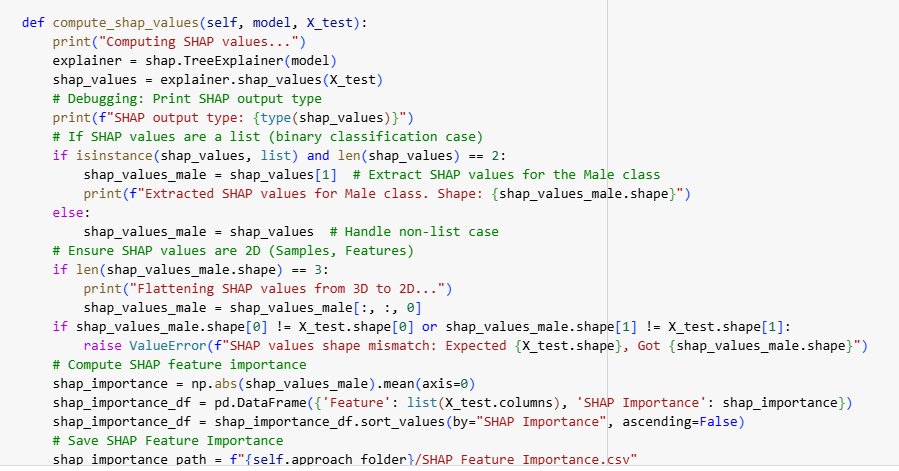 def compute_shap_values(self, model, X_test):
    print("Computing SHAP values...")
    explainer = shap.TreeExplainer(model)
    shap_values = explainer.shap_values(X_test)
    # Debugging: Print SHAP output type
    print(f"SHAP output type: {type(shap_values)}")
    # If SHAP values are a list (binary classification case)
    if isinstance(shap_values, list) and len(shap_values) == 2:
        shap_values_male = shap_values[1]  # Extract SHAP values for the Male class
        print(f"Extracted SHAP values for Male class. Shape: {shap_values_male.shape}")
    else:
        shap_values_male = shap_values  # Handle non-list case
    # Ensure SHAP values are 2D (Samples, Features)
    if len(shap_values_male.shape) == 3:
        print("Flattening SHAP values from 3D to 2D...")
        shap_values_male = shap_values_male[:, :, 0]
    if shap_values_male.shape[0] != X_test.shape[0] or shap_values_male.shape[1] != X_test.shape[1]:
        raise ValueError(f"SHAP values shape mismatch: Expected {X_test.shape}, Got {shap_values_male.shape}")
    # Compute SHAP feature importance
    shap_importance = np.abs(shap_values_male).mean(axis=0)
    shap_importance_df = pd.DataFrame({'Feature': list(X_test.columns), 'SHAP Importance': shap_importance})
    shap_importance_df = shap_importance_df.sort_values(by="SHAP Importance", ascending=False)
    # Save SHAP Feature Importance
    shap_importance_path = f"{self.approach_folder}/SHAP_Feature_Importance.csv"